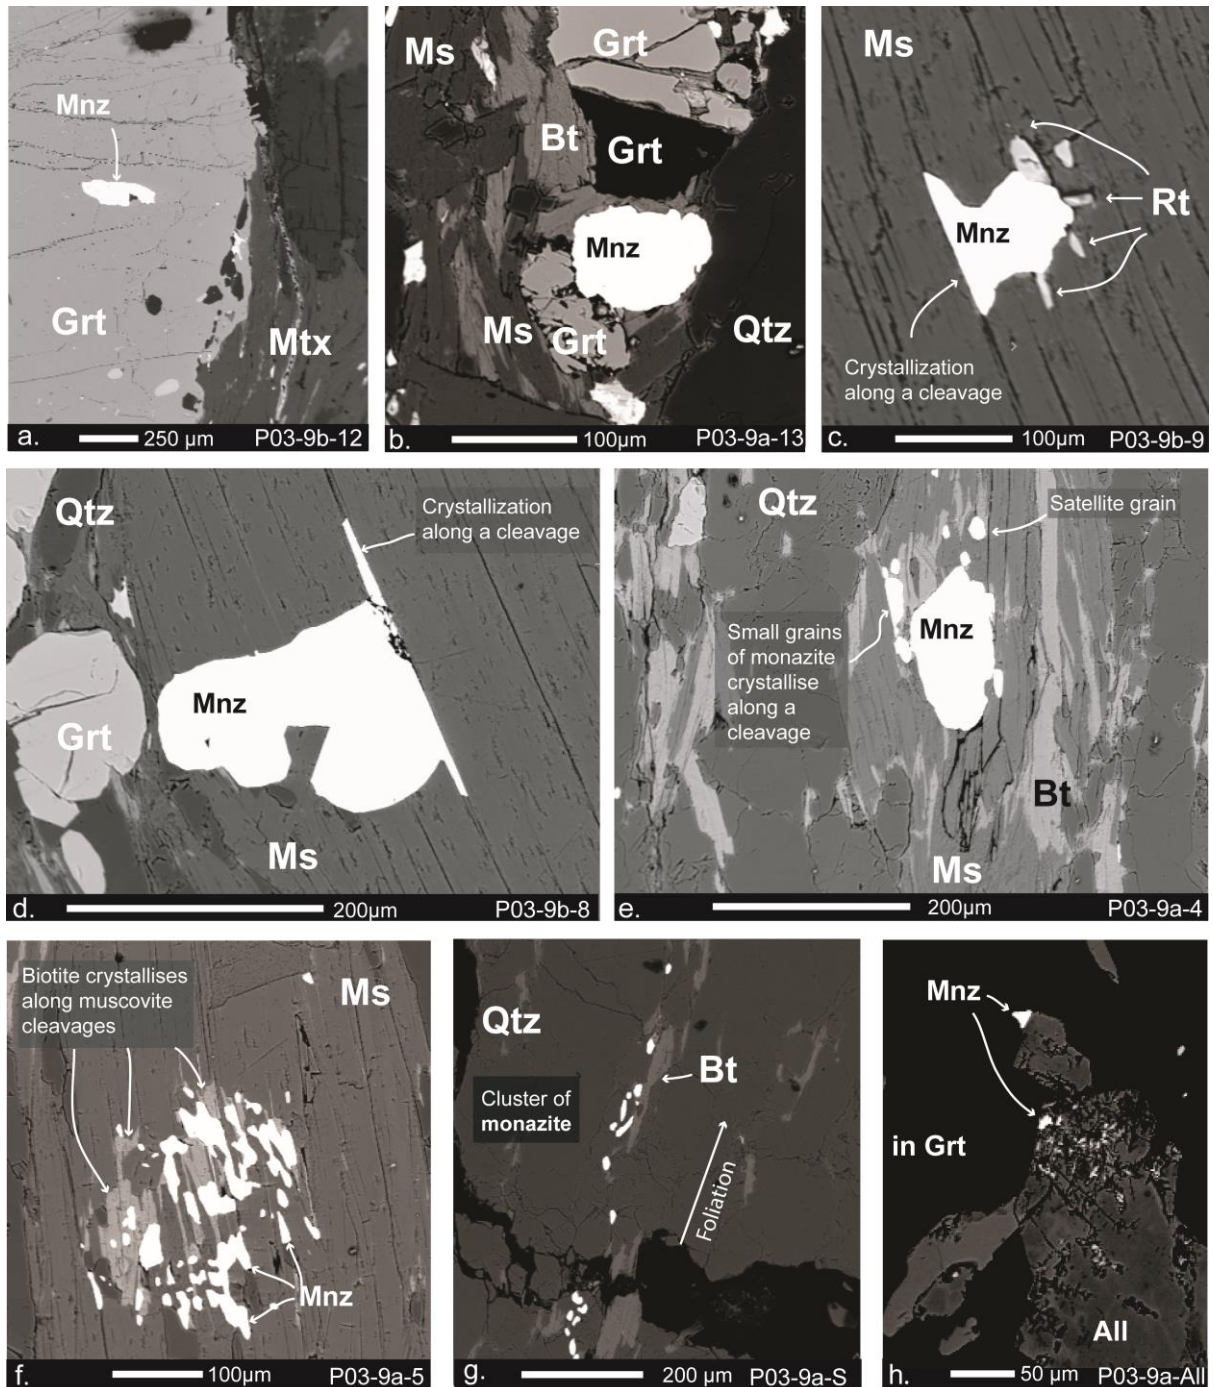 Mnz
Grt
Mtx
a.
250 µm
P03-9b-12
Ms
Grt
Bt
Grt
Mnz
Ms
Grt
Qtz
b.
100µm
P03-9a-13
Ms
Rt
Mnz
Crystallization
along a cleavage
c.
100µm
P03-9b-9
Qtz
Crystallization
along a cleavage
Mnz
Grt
Ms
d.
200µm
P03-9b-8
Qtz
Satellite grain
Small grains
of monazite
crystallise
along a
cleavage
Mnz
Bt
Ms
e.
200µm
P03-9a-4
Biotite crystallises
along muscovite
cleavages
Ms
Mnz
f.
100µm
P03-9a-5
Qtz
Bt
Cluster of
monazite
Foliation
g.
200 µm
P03-9a-S
Mnz
in Grt
All
h.
50 µm
P03-9a-All